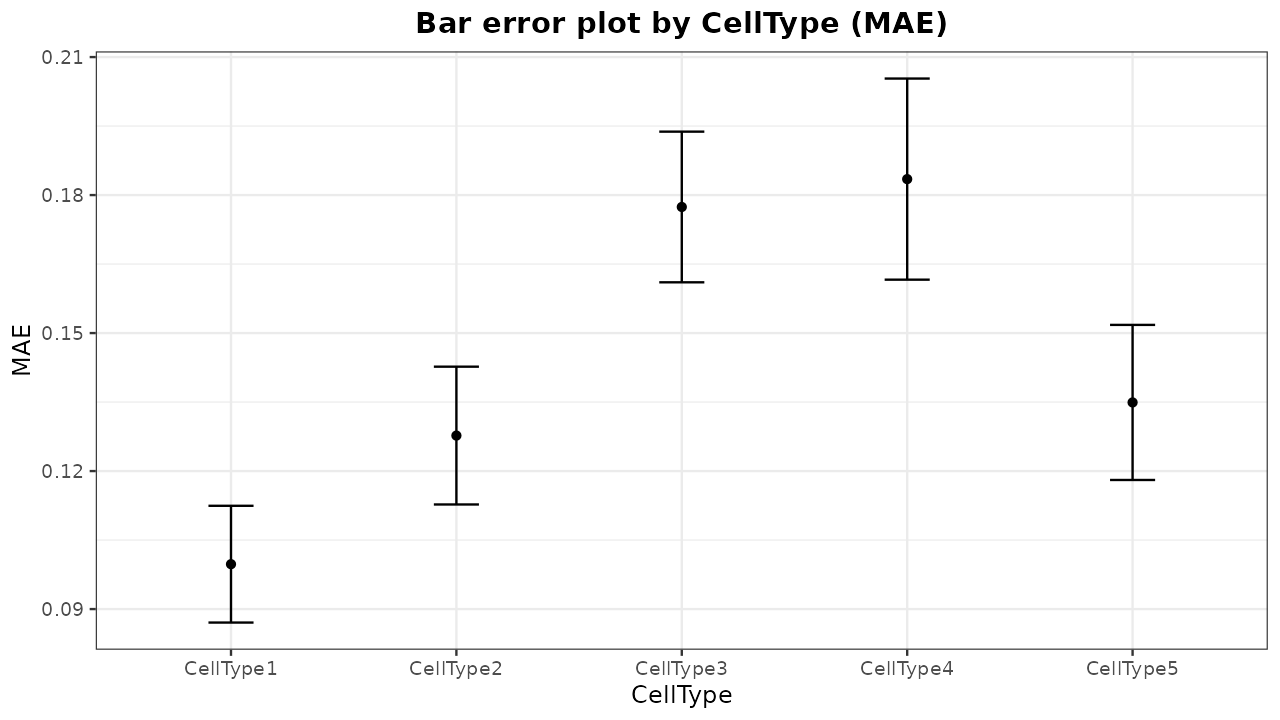 Bar error plot by CellType (MAE)
0.21
0.18
0.15
0.12
0.09
MAE
CellType1 CellType2 CellType3 CellType4 CellType5
CellType